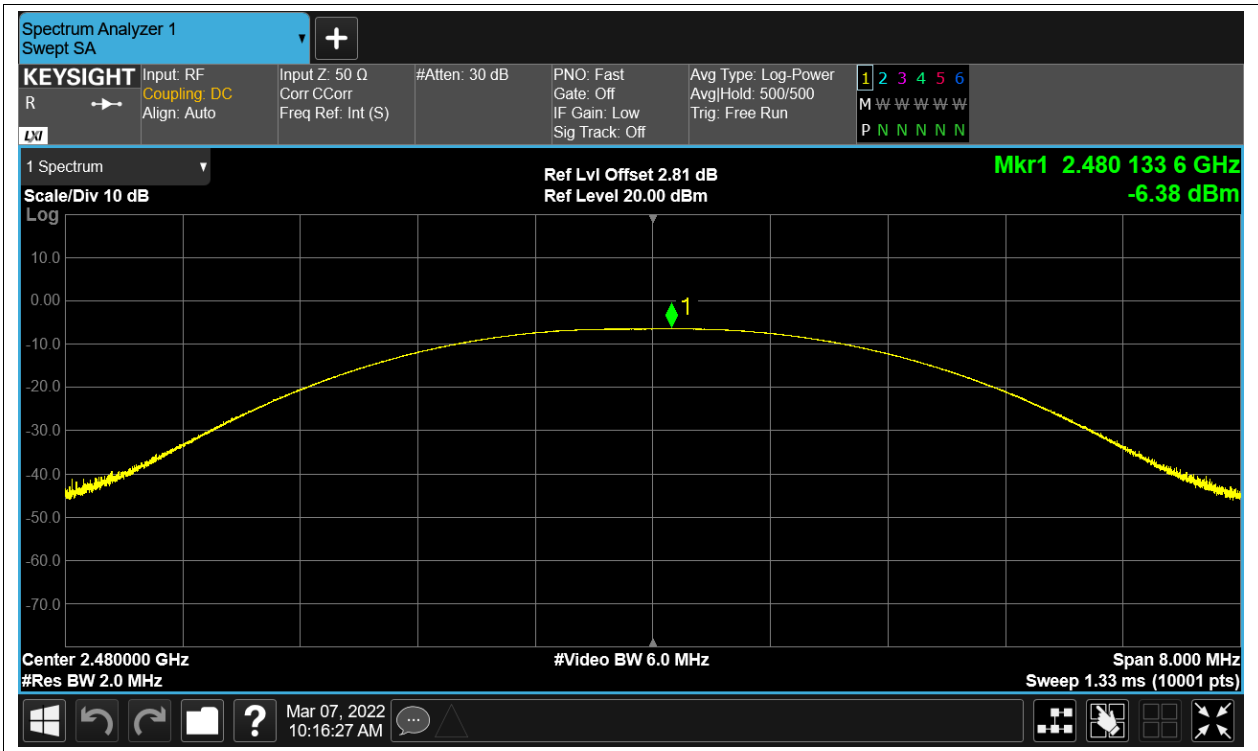 Spectrum Analyzer 1
Swept SA
+
KEYSIGHT
R
LXI
Input: RF
Coupling: DC
Align: Auto
Input Z: 50 Ω
Corr CCorr
Freq Ref: Int (S)
#Atten: 30 dB
PNO: Fast
Gate: Off
IF Gain: Low
Sig Track: Off
Avg Type: Log-Power
Avg|Hold: 500/500
Trig: Free Run
1 2 3 4 5 6
M W W W W W
P N N N N N
1 Spectrum
Scale/Div 10 dB
Log
Ref Lvl Offset 2.81 dB
Ref Level 20.00 dBm
Mkr1 2.480 133 6 GHz
-6.38 dBm
10.0
0.00
1
-10.0
-20.0
-30.0
-40.0
-50.0
-60.0
-70.0
Center 2.480000 GHz
#Video BW 6.0 MHz
Span 8.000 MHz
#Res BW 2.0 MHz
Sweep 1.33 ms (10001 pts)
?
Mar 07, 2022
10:16:27 AM